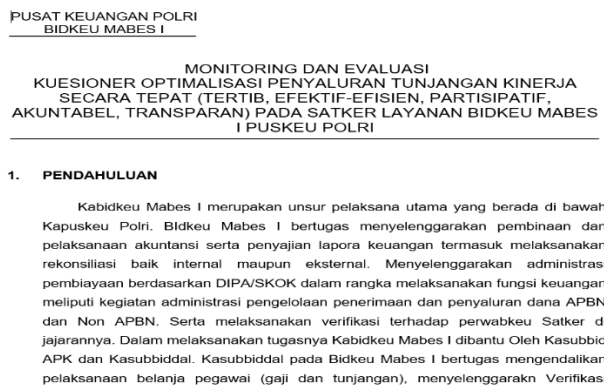 PUSAT KEUANGAN POLRI
BIDKEU MABES I
MONITORING DAN EVALUASI
KUESIONER OPTIMALISASI PENYALURAN TUNJANGAN KINERJA
SECARA TEPAT (TERTIB, EFEKTIF-EFISIEN, PARTISIPATIF,
AKUNTABEL, TRANSPARAN) PADA SATKER LAYANAN BIDKEU MABES
I PUSKEU POLRI
1. PENDAHULUAN
Kabidkeu Mabes I merupakan unsur pelaksana utama yang berada di bawah
Kapuskeu Polri. BIdkeu Mabes I bertugas menyelenggarakan pembinaan dan
pelaksanaan akuntansi serta penyajian lapora keuangan termasuk melaksanakan
rekonsiliasi baik internal maupun eksternal. Menyelengarakan administrasi
pembiayaan berdasarkan DIPA/SKOK dalam rangka melaksanakan fungsi keuangan
meliputi kegiatan administrasi pengelolaan penerimaan dan penyaluran dana APBN
dan Non APBN. Serta melaksanakan verifikasi terhadap perwabkeu Satker di
jajarannya. Dalam melaksanakan tugasnya Kabidkeu Mabes I dibantu Oleh Kasubbid
APK dan Kasubbiddal. Kasubbiddal pada Bidkeu Mabes I bertugas mengendalikan
pelaksanaan belanja pegawai (gaji dan tunjangan), menyelenggarakn Verifikasi